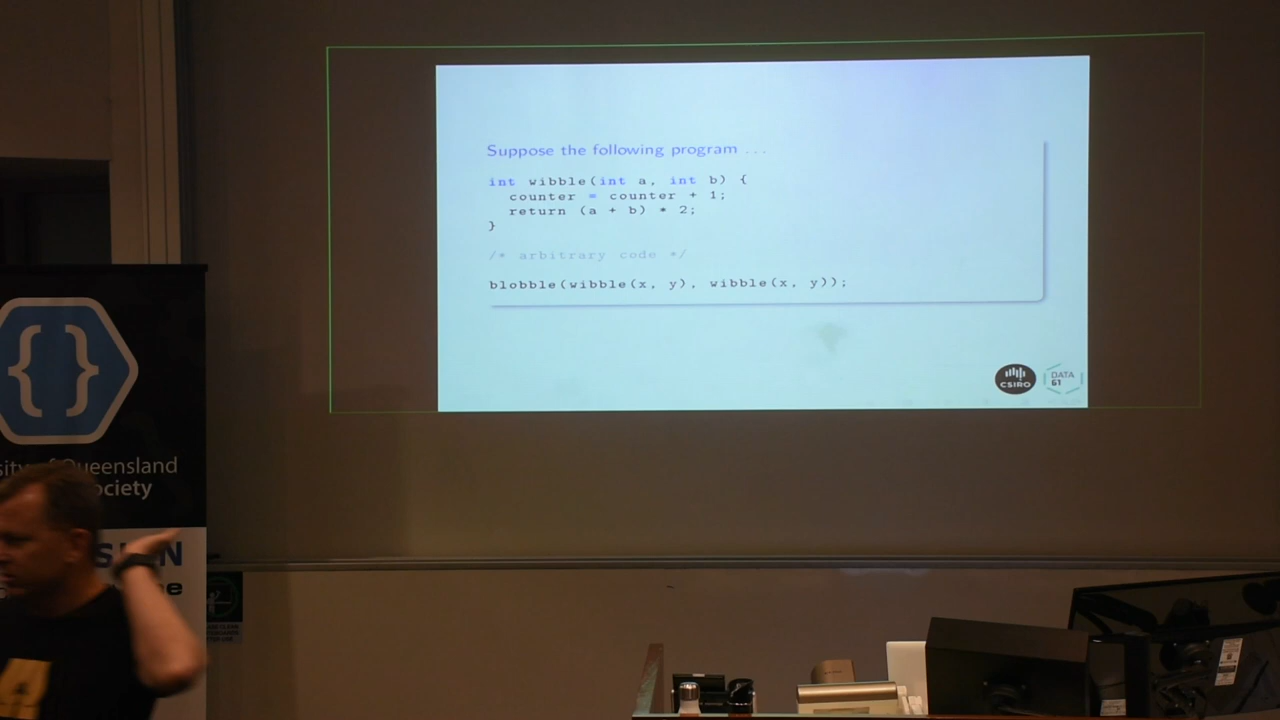 Suppose the following program ...
int wibble(int a, int b) {
counter = counter + 1;
return (a + b) * 2;
}
/* arbitrary code */
blobble(wibble(x, y), wibble(x, y));
CSIRO
DATA
61
{ }
Queensland
ociety
N